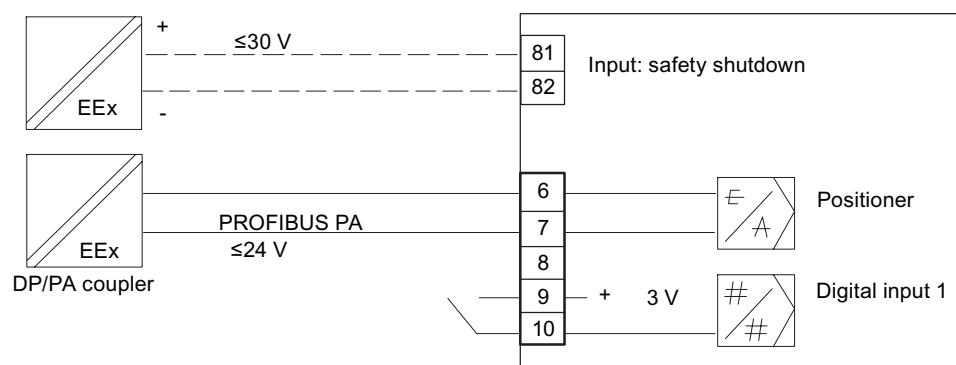 +
≤30 V
EEx
-
81
82
Input: safety shutdown
EEx
DP/PA coupler
PROFIBUS PA
≤24 V
6
7
8
9
10
+ 3 V
E
A
Positioner
#
#
Digital input 1